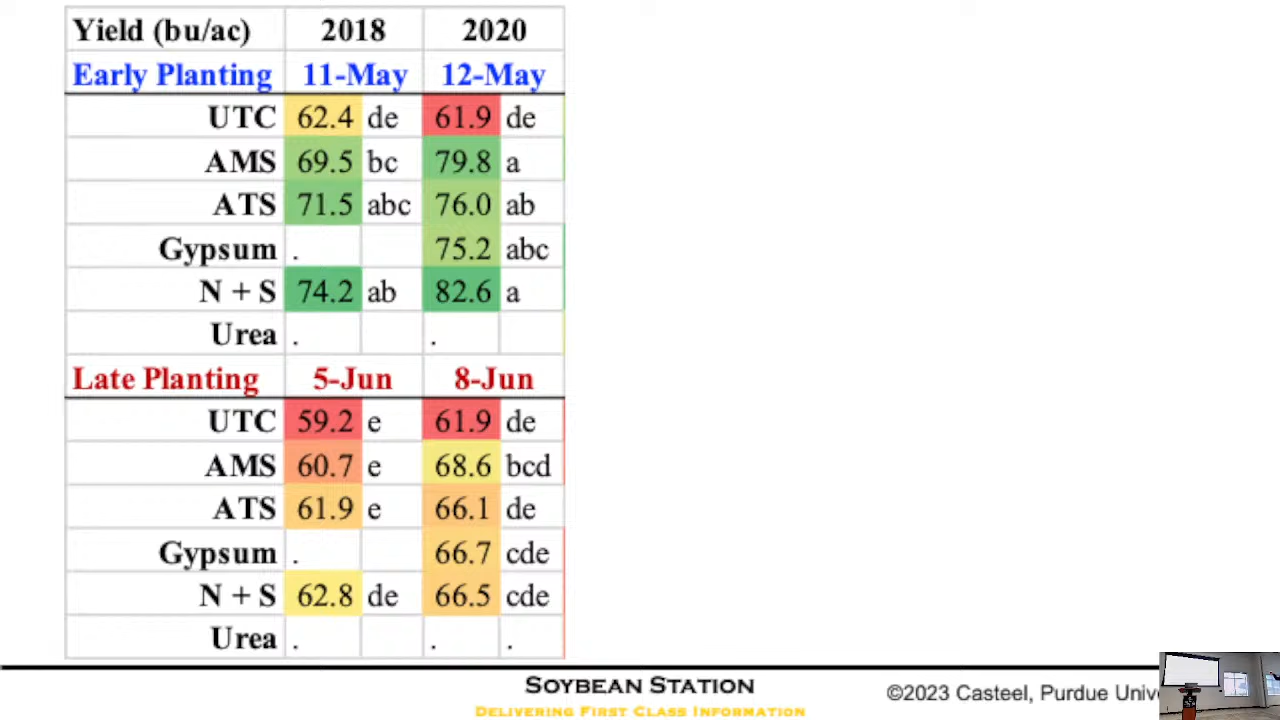 Yield (bu/ac) 2018 2020
Early Planting 11-May 12-May
UTC 62.4 de 61.9 de
AMS 69.5 bc 79.8 a
ATS 71.5 abc 76.0 ab
Gypsum . 75.2 abc
N + S 74.2 ab 82.6 a
Urea . .
Late Planting 5-Jun 8-Jun
UTC 59.2 e 61.9 de
AMS 60.7 e 68.6 bcd
ATS 61.9 e 66.1 de
Gypsum . 66.7 cde
N + S 62.8 de 66.5 cde
Urea . . .
Soybean Station
Delivering First Class Information
©2023 Casteel, Purdue Unive